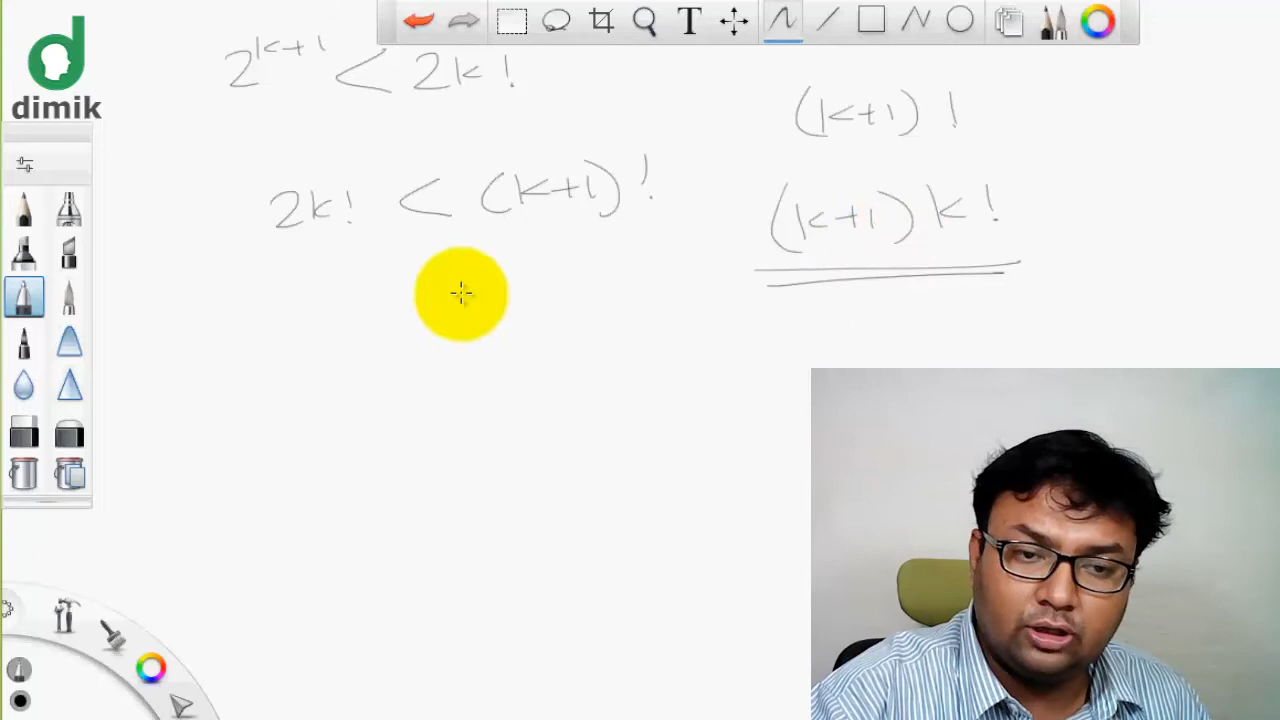 dimik
T
2^{k+1} < 2k!
(k+1)!
2k! < (k+1)!
(k+1)k!